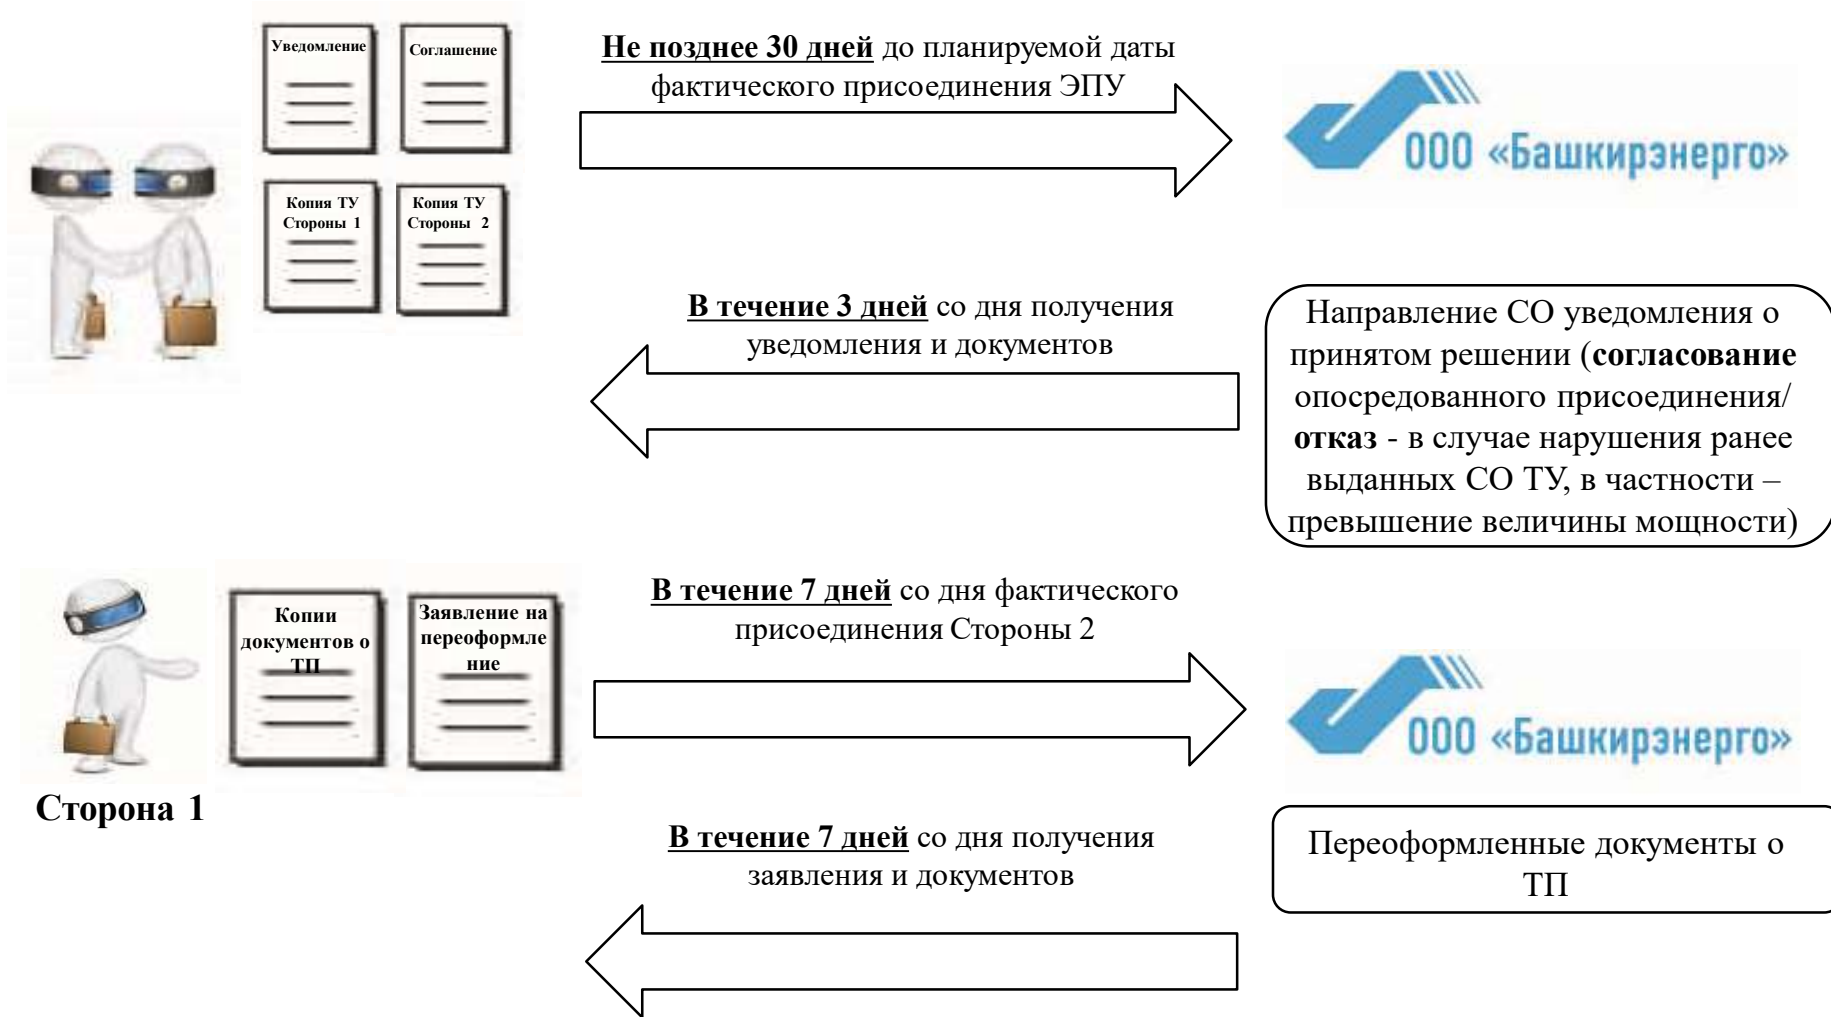 Уведомление
Соглашение
Копия ТУ
Стороны 1
Копия ТУ
Стороны 2
Не позднее 30 дней до планируемой даты
фактического присоединения ЭПУ
ООО «Башкирэнерго»
В течение 3 дней со дня получения
уведомления и документов
Направление СО уведомления о
принятом решении (согласование
опосредованного присоединения/
отказ - в случае нарушения ранее
выданных СО ТУ, в частности –
превышение величины мощности)
Сторона 1
Копии
документов о
ТП
Заявление на
переоформле
ние
В течение 7 дней со дня фактического
присоединения Стороны 2
ООО «Башкирэнерго»
В течение 7 дней со дня получения
заявления и документов
Переоформленные документы о
ТП